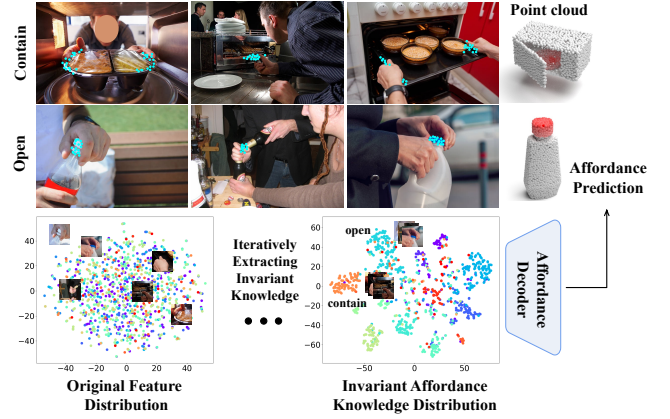 Contain
Point cloud
Open
Affordance
Prediction
40
20
0
−20
−40
−40
−20
0
20
40
Original Feature
Distribution
Iteratively
Extracting
Invariant
Knowledge
60
40
20
0
−20
−40
−60
−50
0
50
open
contain
Invariant Affordance
Knowledge Distribution
Affordance
Decoder